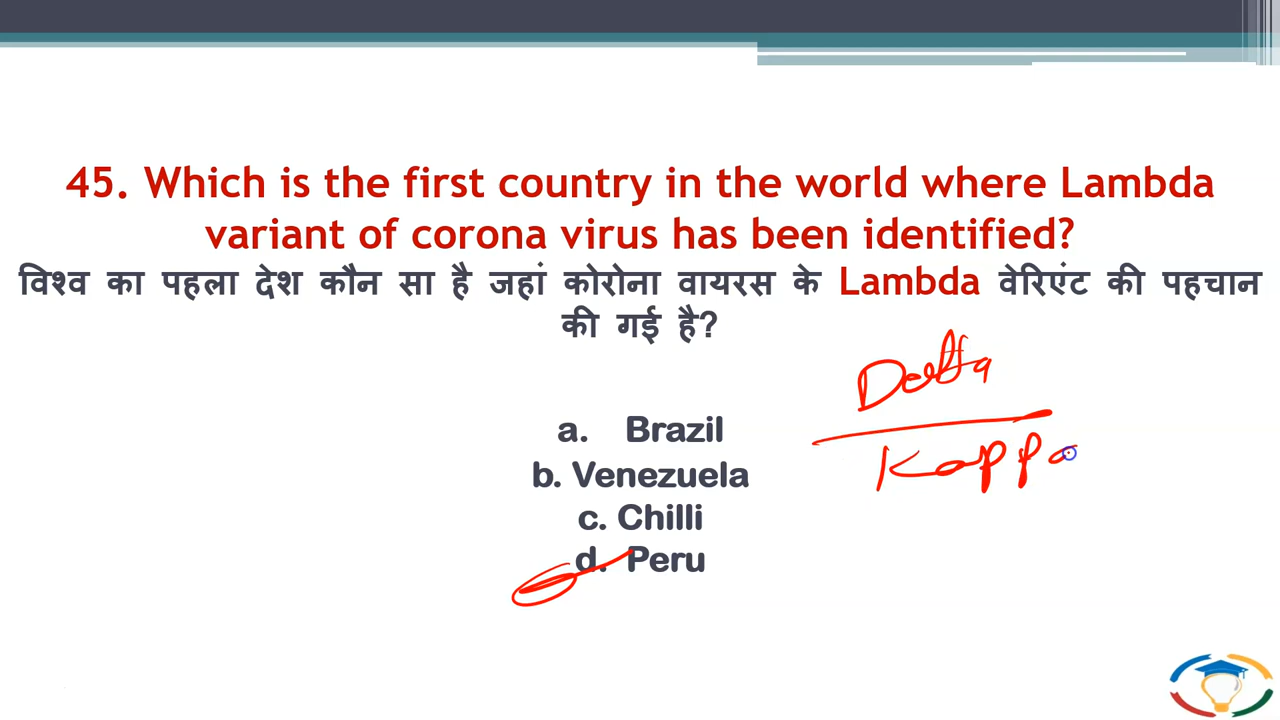 45. Which is the first country in the world where Lambda
variant of corona virus has been identified?
विश्व का पहला देश कौन सा है जहां कोरोना वायरस के Lambda वेरिएंट की पहचान
की गई है?
Delta
Kappa
a. Brazil
b. Venezuela
c. Chilli
d. Peru